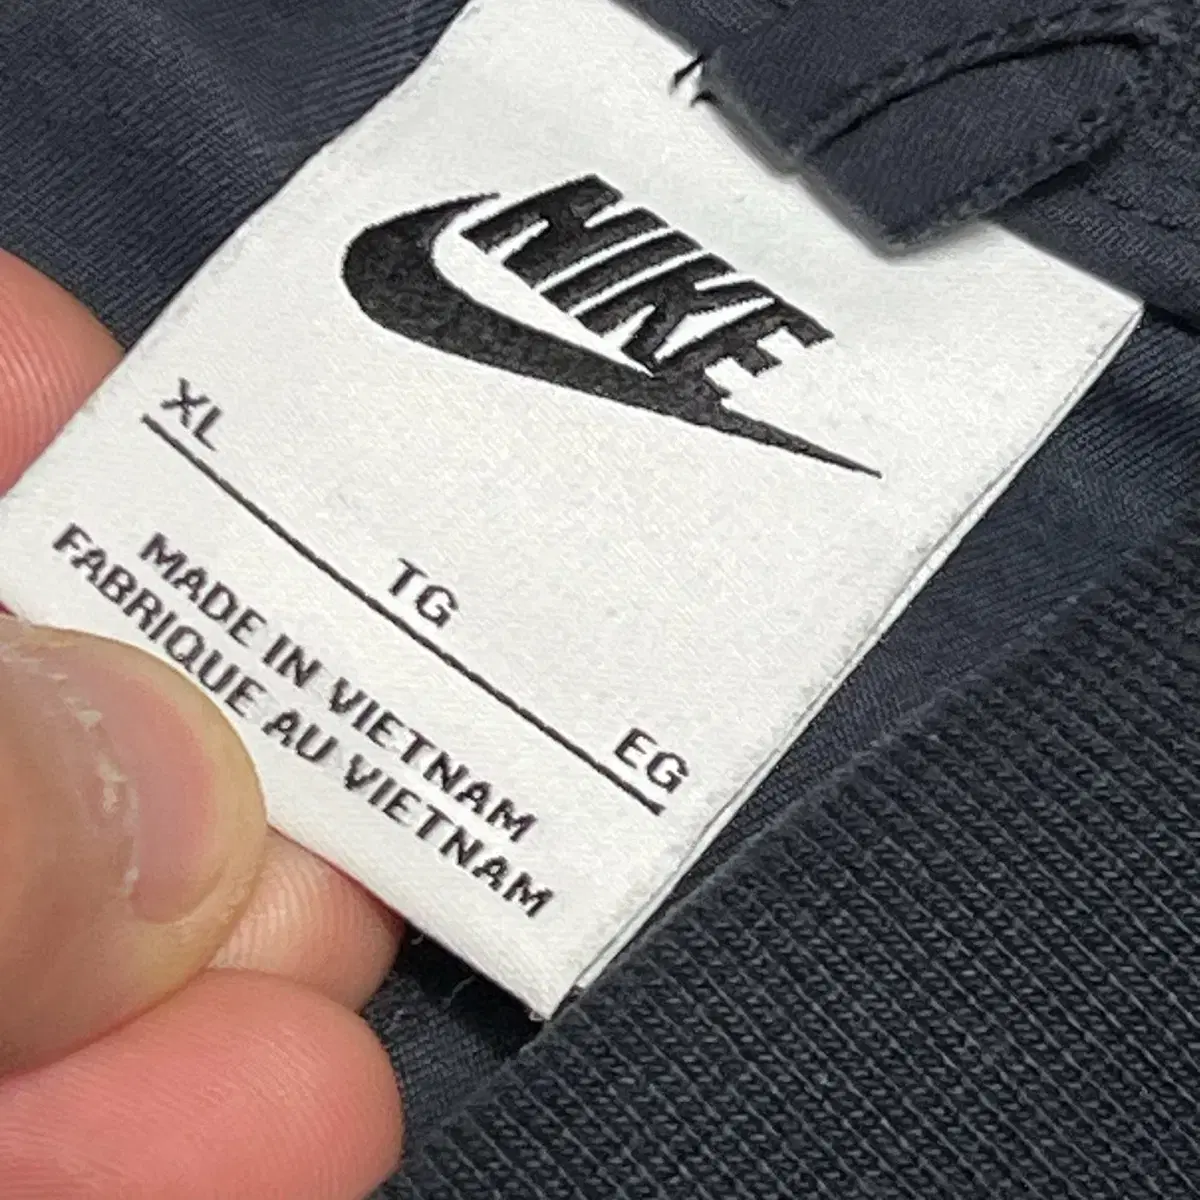 NIKE
XL TG EG
MADE IN VIETNAM
FABRIQUE AU VIETNAM